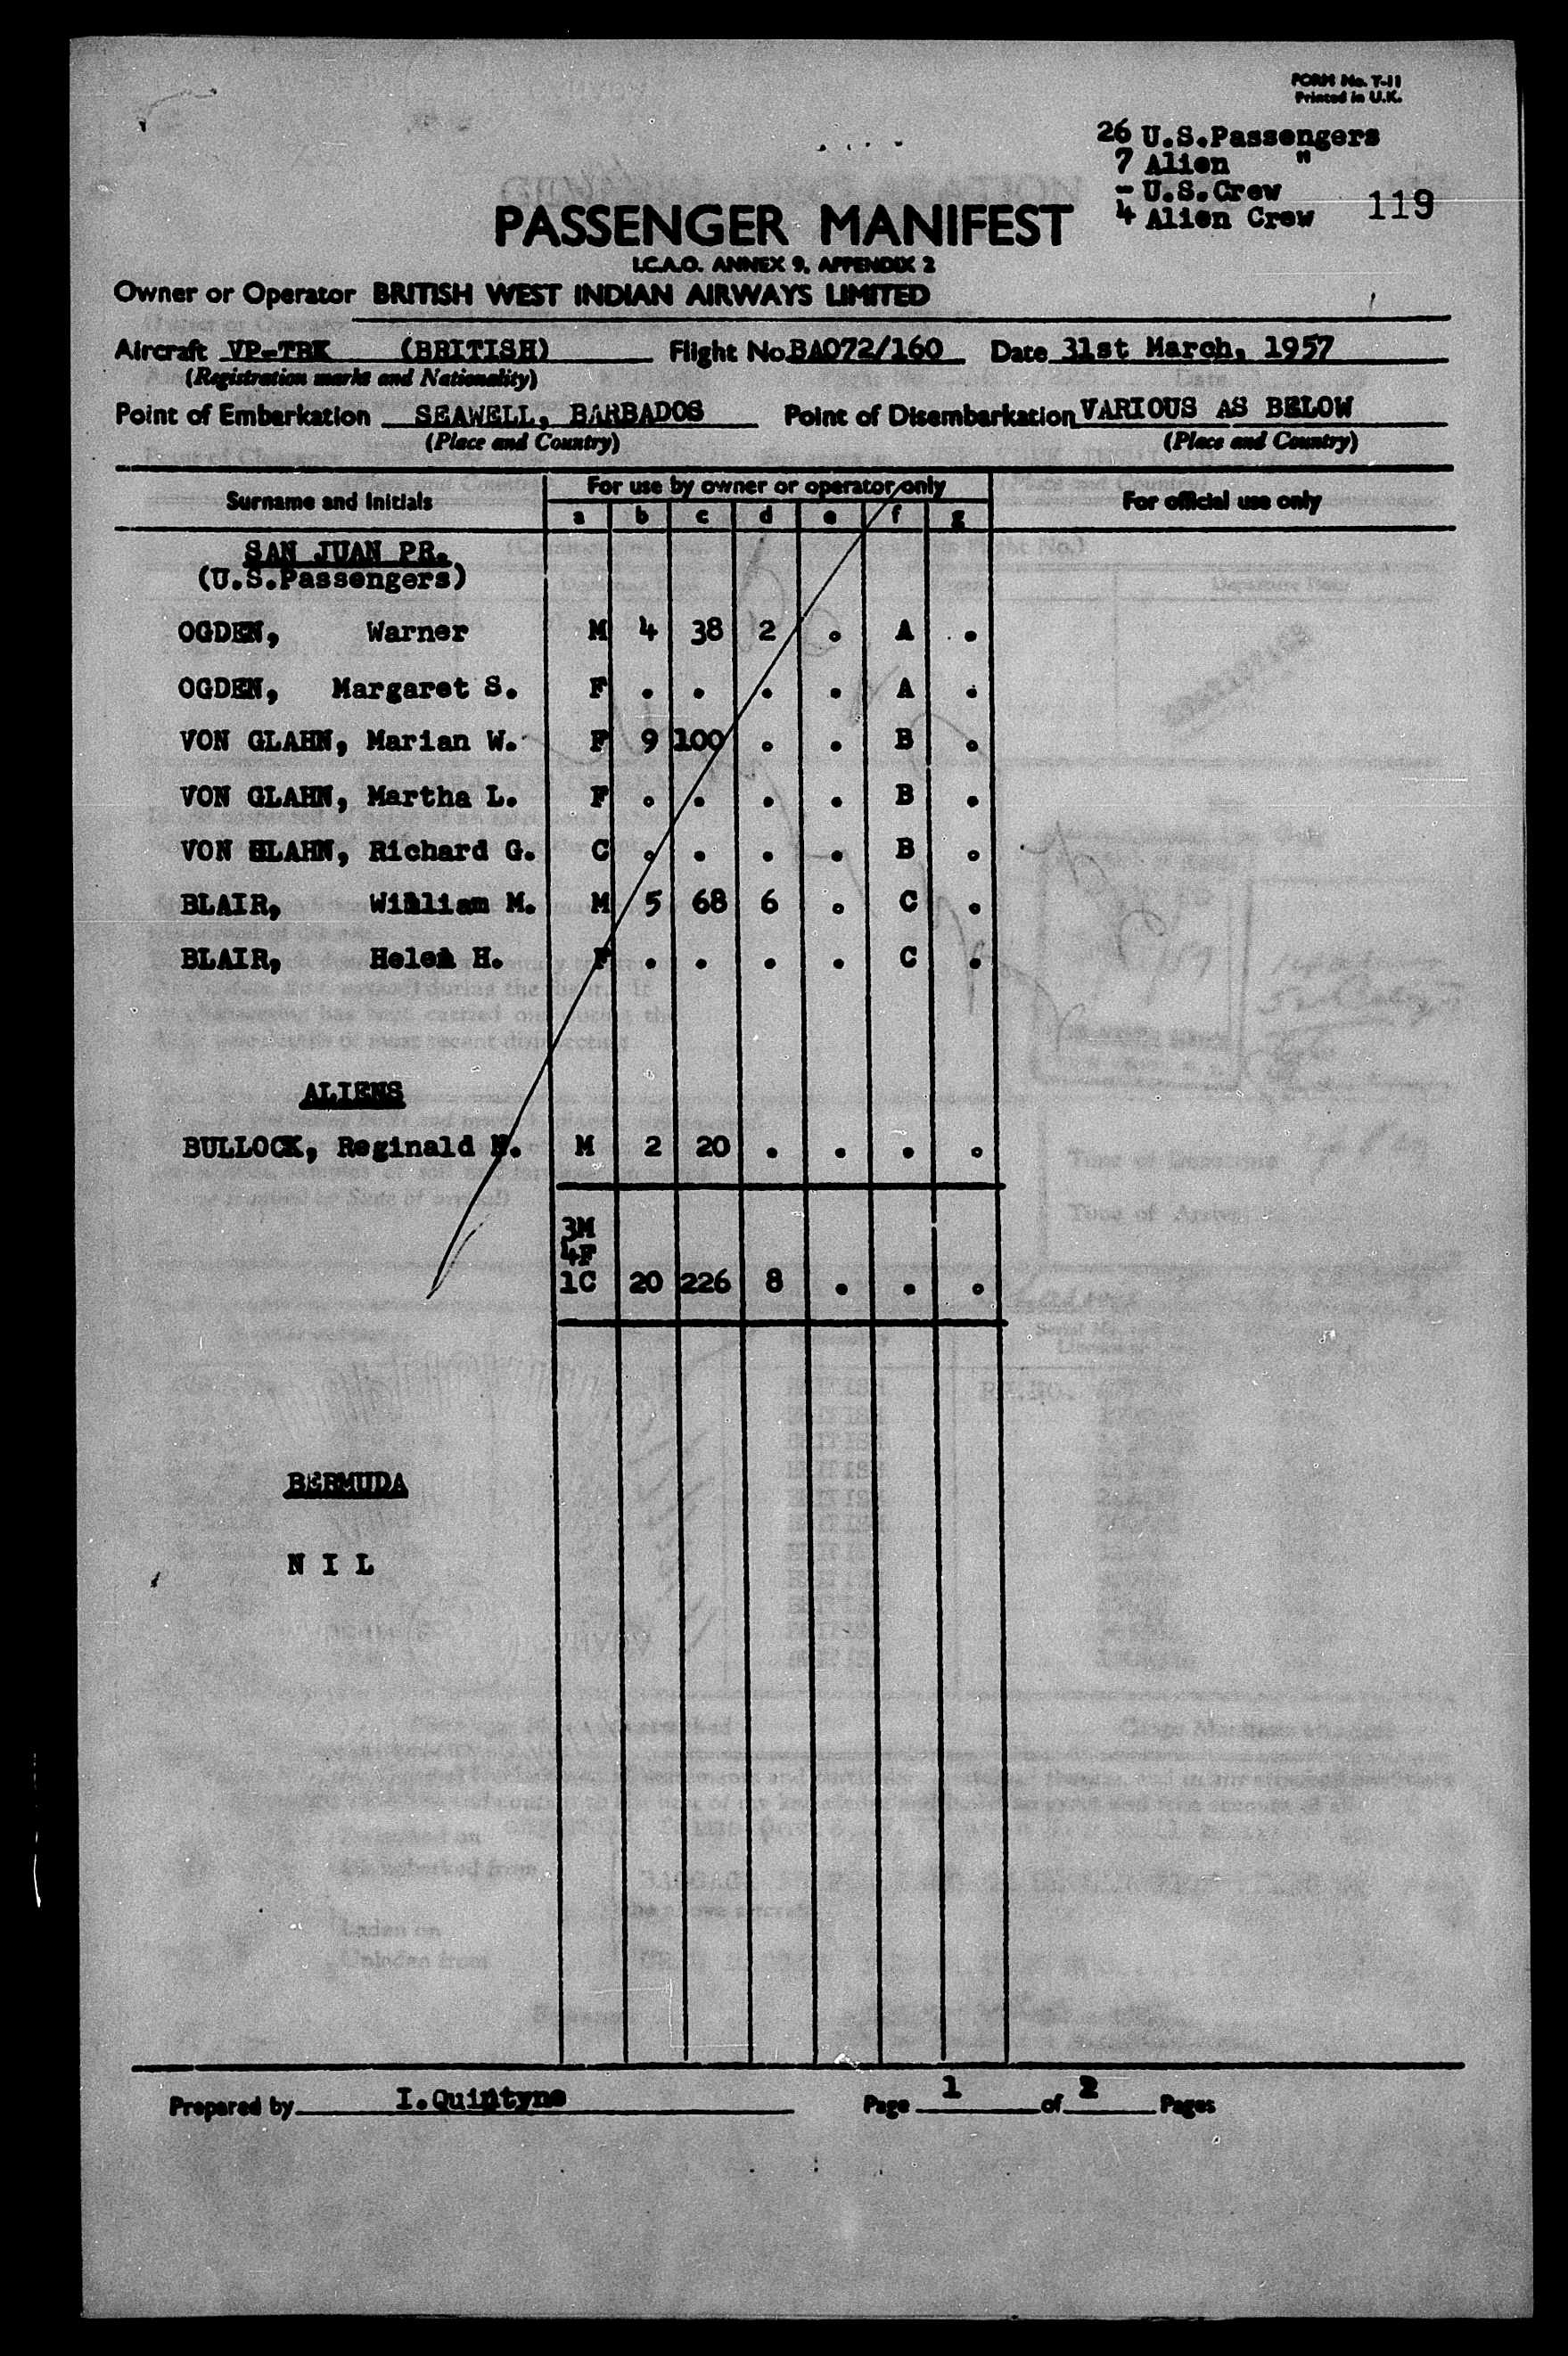 FORM No. T-11
Printed in U.K.
26 U.S.Passengers
7 Alien "
- U.S.Crew
4 Alien Crew 119
PASSENGER MANIFEST
I.C.A.O. ANNEX 9, APPENDIX 2
Owner or Operator BRITISH WEST INDIAN AIRWAYS LIMITED
Aircraft VP-TBK (BRITISH) Flight No. BA072/160 Date 31st March, 1957
(Registration marks and Nationality)
Point of Embarkation SEAWELL, BARBADOS Point of Disembarkation VARIOUS AS BELOW
(Place and Country) (Place and Country)
Surname and Initials For use by owner or operator only For official use only
a b c d e f g
SAN JUAN PR.
(U.S.Passengers)
OGDEN, Warner M 4 38 2 . A .
OGDEN, Margaret S. F . . . . A .
VON GLAHN, Marian W. F 9 100 . . B .
VON GLAHN, Martha L. F . . . . B .
VON GLAHN, Richard G. C . . . . B .
BLAIR, William M. M 5 68 6 . C .
BLAIR, Helen H. F . . . . C .
ALIENS
BULLOCK, Reginald N. M 2 20 . . . .
3M
4F
1C 20 226 8 . . .
BERMUDA
N I L
Prepared by I.Quintyne Page 1 of 2 Pages